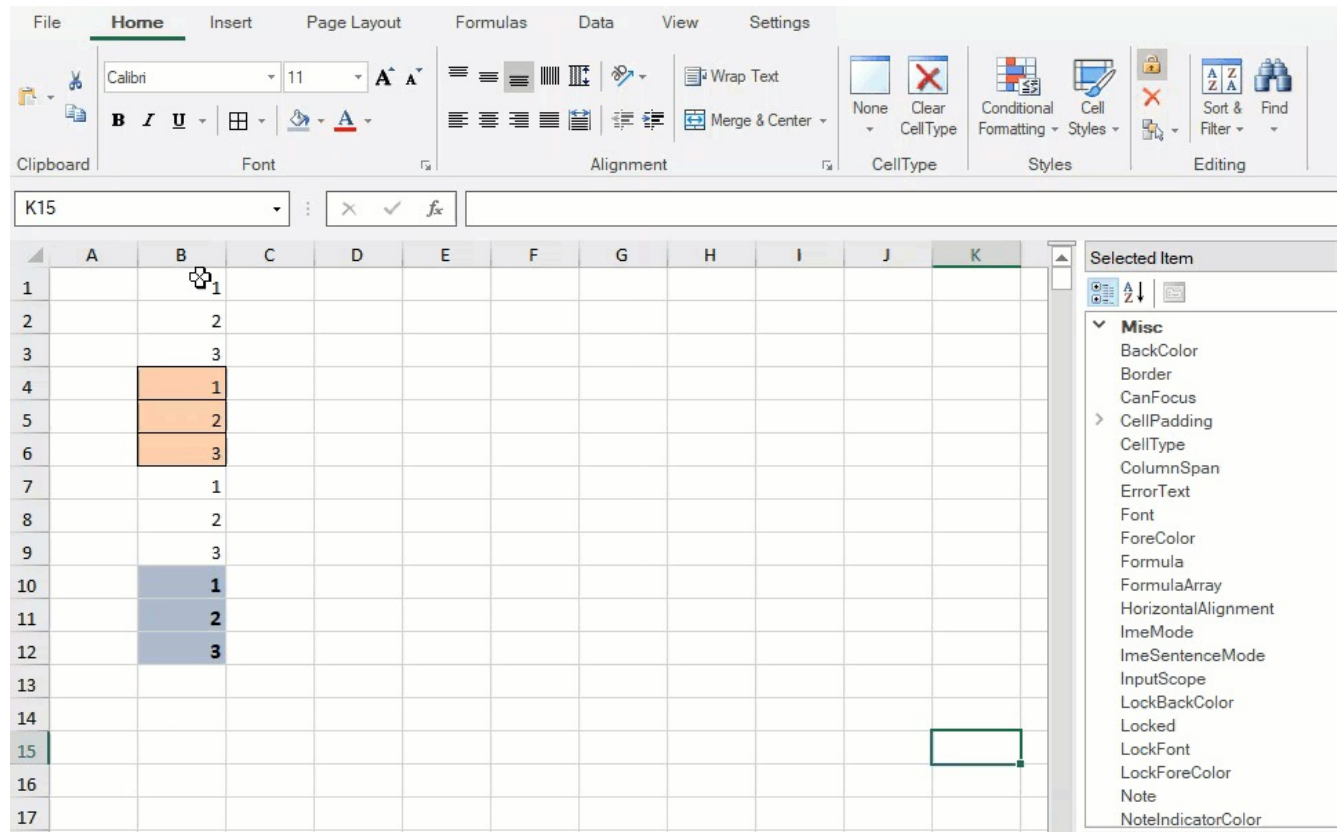 File Home Insert Page Layout Formulas Data View Settings
Calibri 11 A A Wrap Text
B I U A Merge & Center
None Clear CellType
Conditional Formatting Cell Styles
A Z Z A Sort & Filter Find
Clipboard Font Alignment CellType Styles Editing
K15 fx
A B C D E F G H I J K
1 1
2 2
3 3
4 1
5 2
6 3
7 1
8 2
9 3
10 1
11 2
12 3
13
14
15
16
17
Selected Item
A Z
Misc
BackColor
Border
CanFocus
CellPadding
CellType
ColumnSpan
ErrorText
Font
ForeColor
Formula
FormulaArray
HorizontalAlignment
ImeMode
ImeSentenceMode
InputScope
LockBackColor
Locked
LockFont
LockForeColor
Note
NoteIndicatorColor